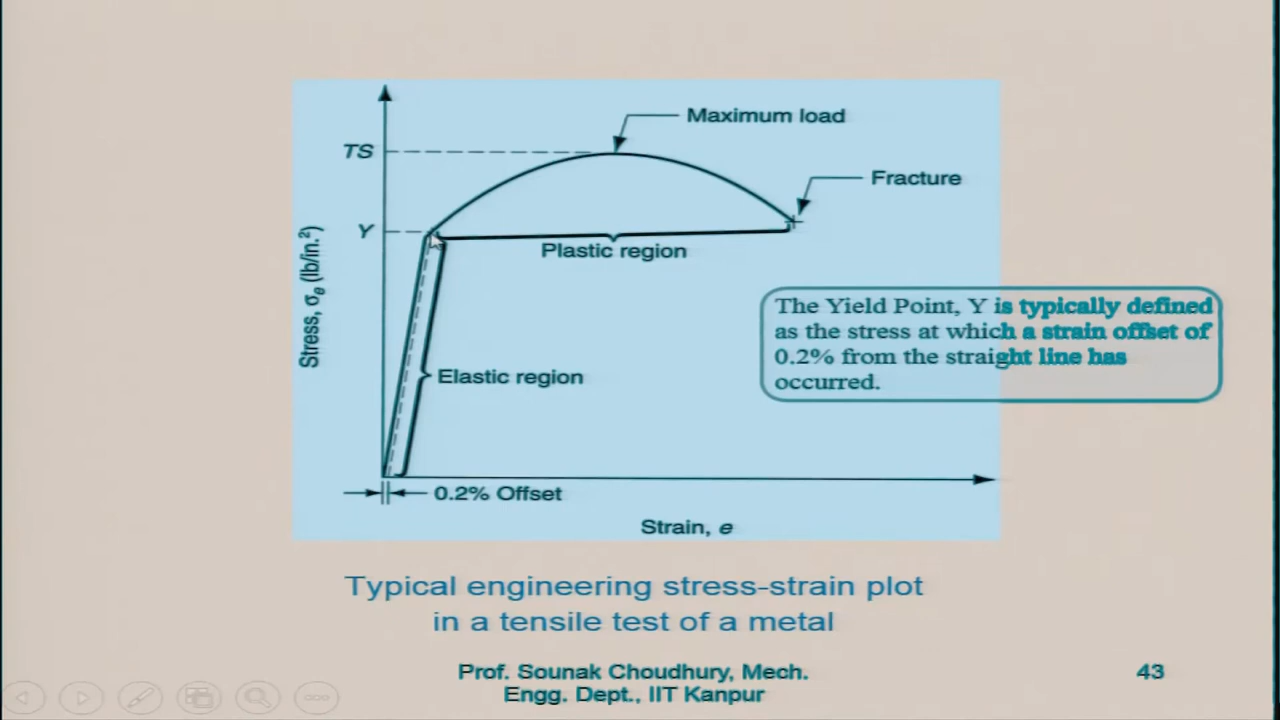 Maximum load
TS
Fracture
Y
Plastic region
Stress, σe (lb/in.²)
The Yield Point, Y is typically defined
as the stress at which a strain offset of
0.2% from the straight line has
occurred.
Elastic region
0.2% Offset
Strain, e
Typical engineering stress-strain plot
in a tensile test of a metal
Prof. Sounak Choudhury, Mech.
Engg. Dept., IIT Kanpur
43